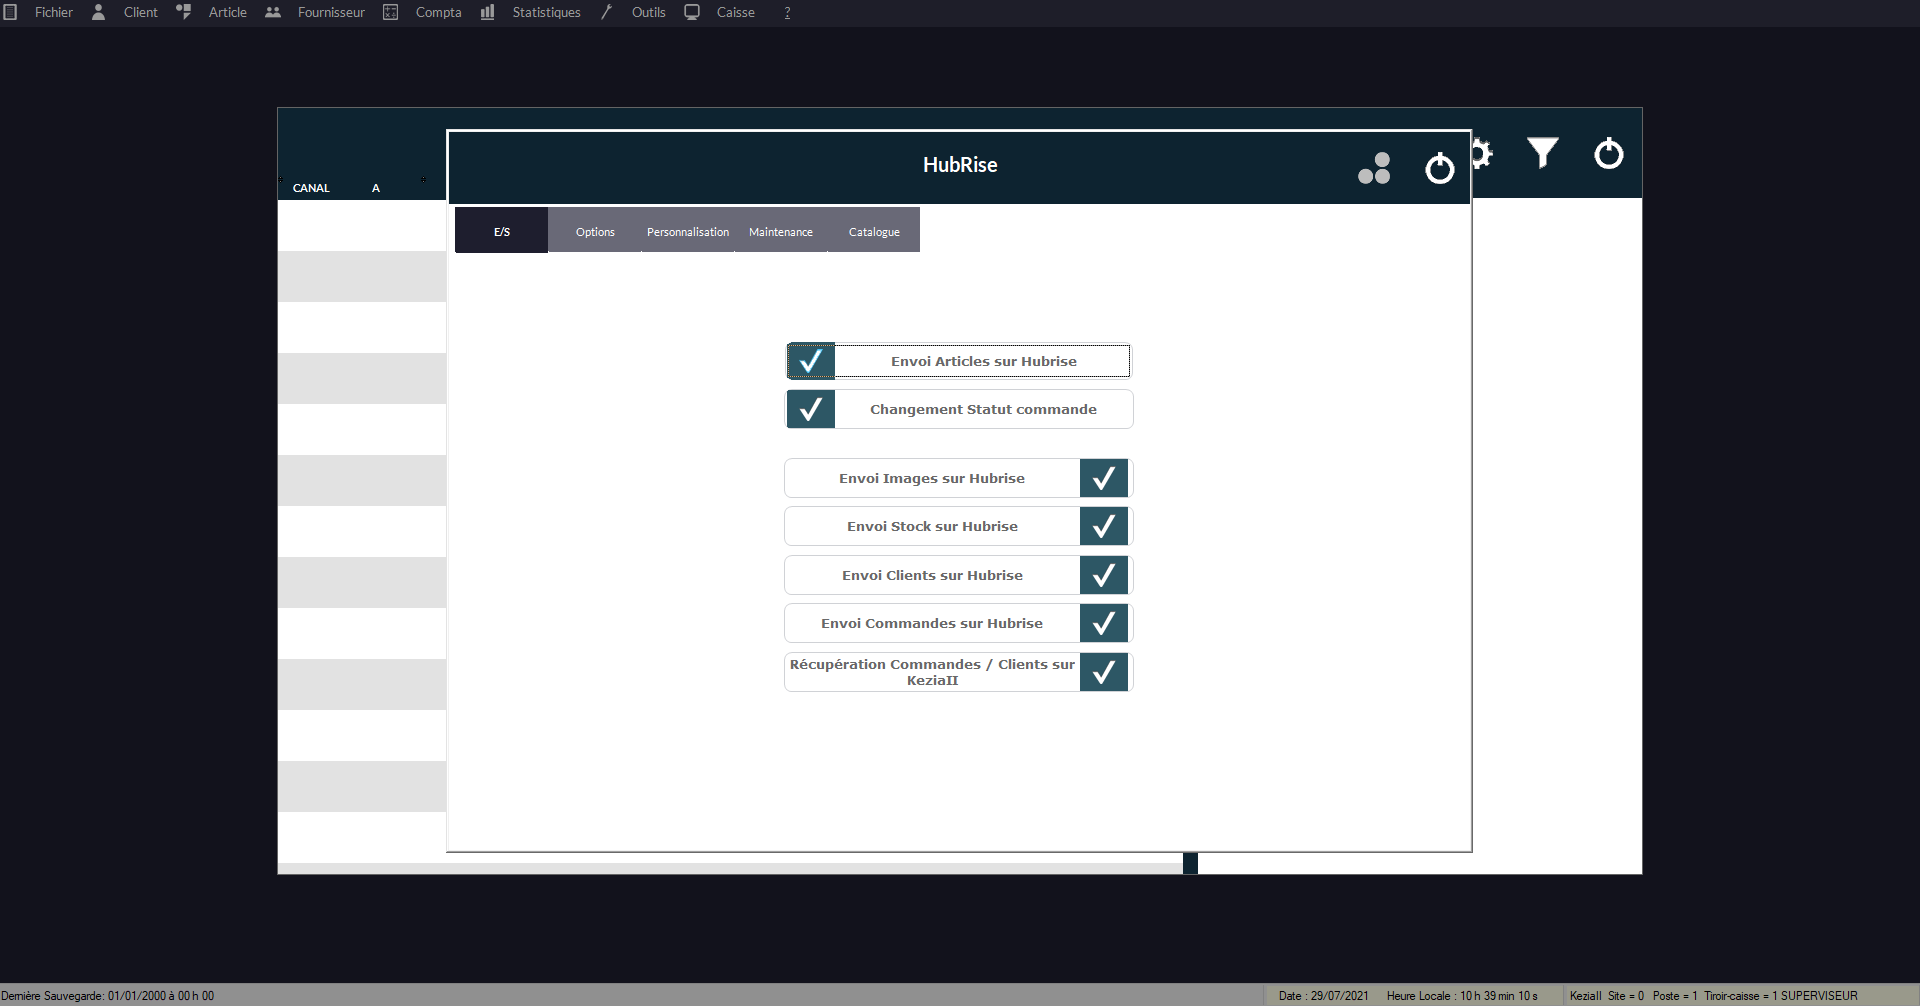 Fichier Client Article Fournisseur Compta Statistiques Outils Caisse ?
HubRise
CANAL A
E/S Options Personnalisation Maintenance Catalogue
Envoi Articles sur Hubrise
Changement Statut commande
Envoi Images sur Hubrise
Envoi Stock sur Hubrise
Envoi Clients sur Hubrise
Envoi Commandes sur Hubrise
Récupération Commandes / Clients sur
KeziaII
Dernière Sauvegarde: 01/01/2000 à 00 h 00
Date : 29/07/2021 Heure Locale : 10 h 39 min 10 s KeziaII Site = 0 Poste = 1 Tiroir-caisse = 1 SUPERVISEUR